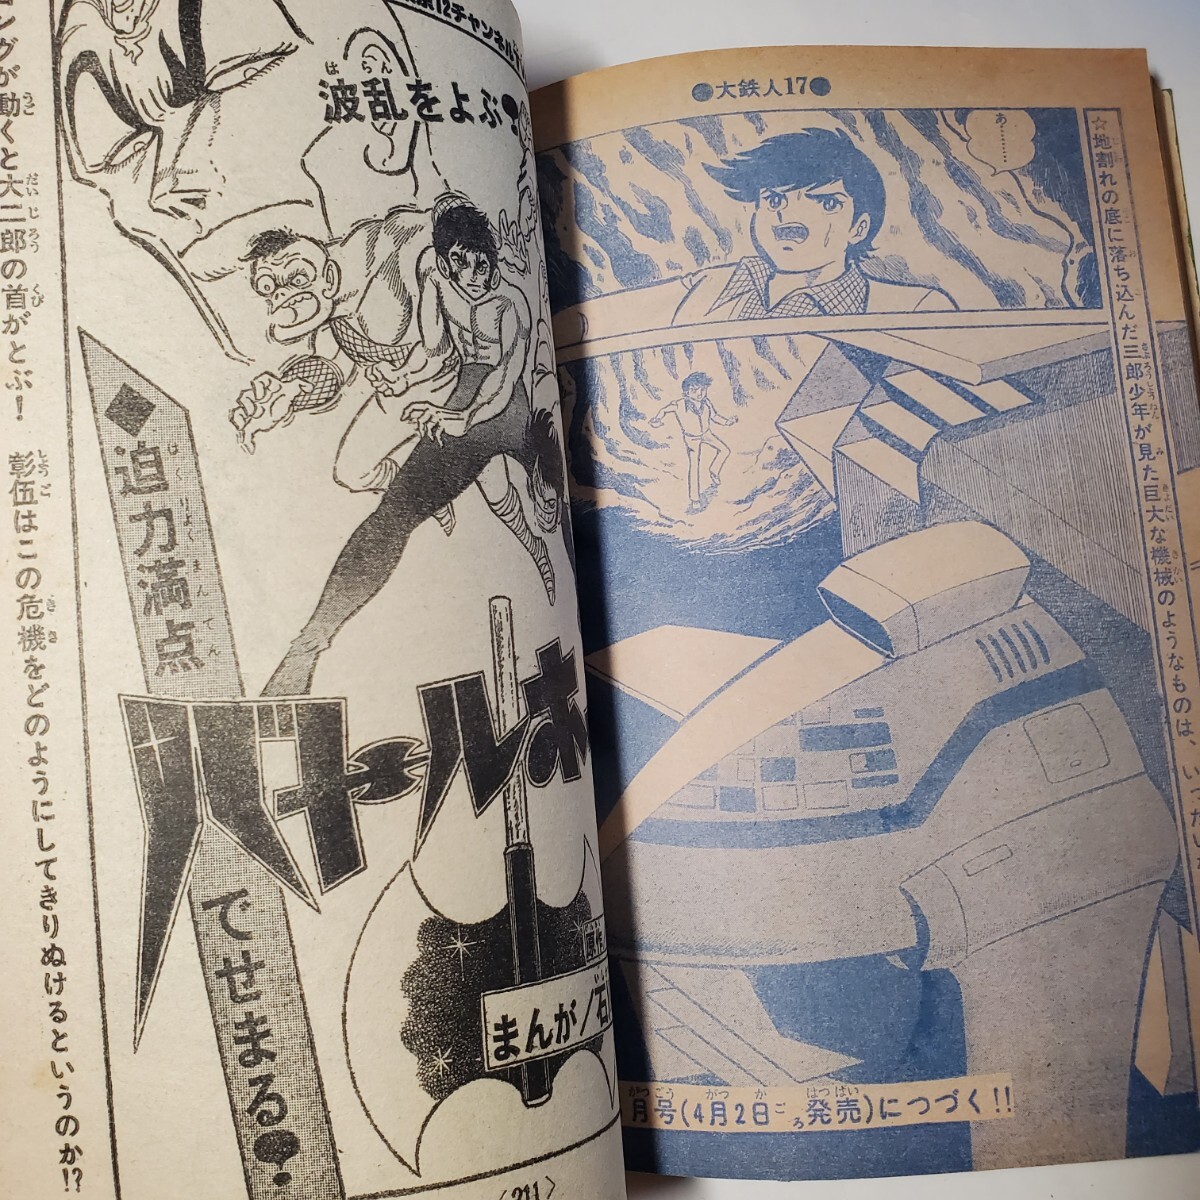 ●大鉄人17●
あ………
☆地割れの底に落ち込んだ三郎少年が見た巨大な機械のようなものは、いったい
月号(4月2日ごろ発売)につづく!!
12チャンネル
波乱をよぶ
◆迫力満点
バトルホ
でせまる
原作
まんが/石
ングが動くと大二郎の首がとぶ! 彰伍はこの危機をどのようにしてきりぬけるというのか!?
〈211〉